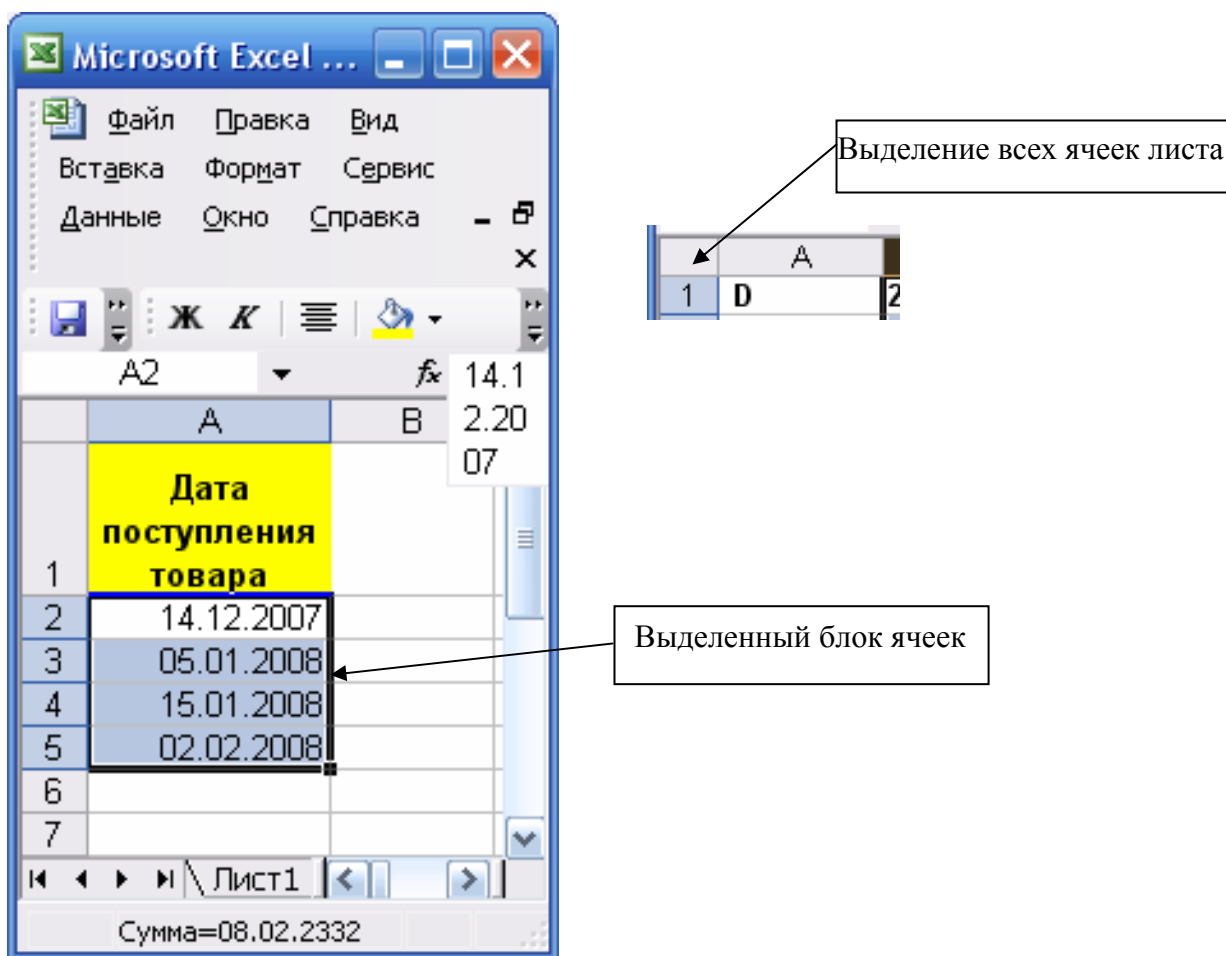 Microsoft Excel ...
Файл Правка Вид
Вставка Формат Сервис
Данные Окно Справка
Ж К
A2 fx 14.1
2.20
07
A B
Дата
поступления
1 товара
2 14.12.2007
3 05.01.2008
4 15.01.2008
5 02.02.2008
6
7
Лист1
Сумма=08.02.2332
Выделение всех ячеек листа
A
1 D 2
Выделенный блок ячеек